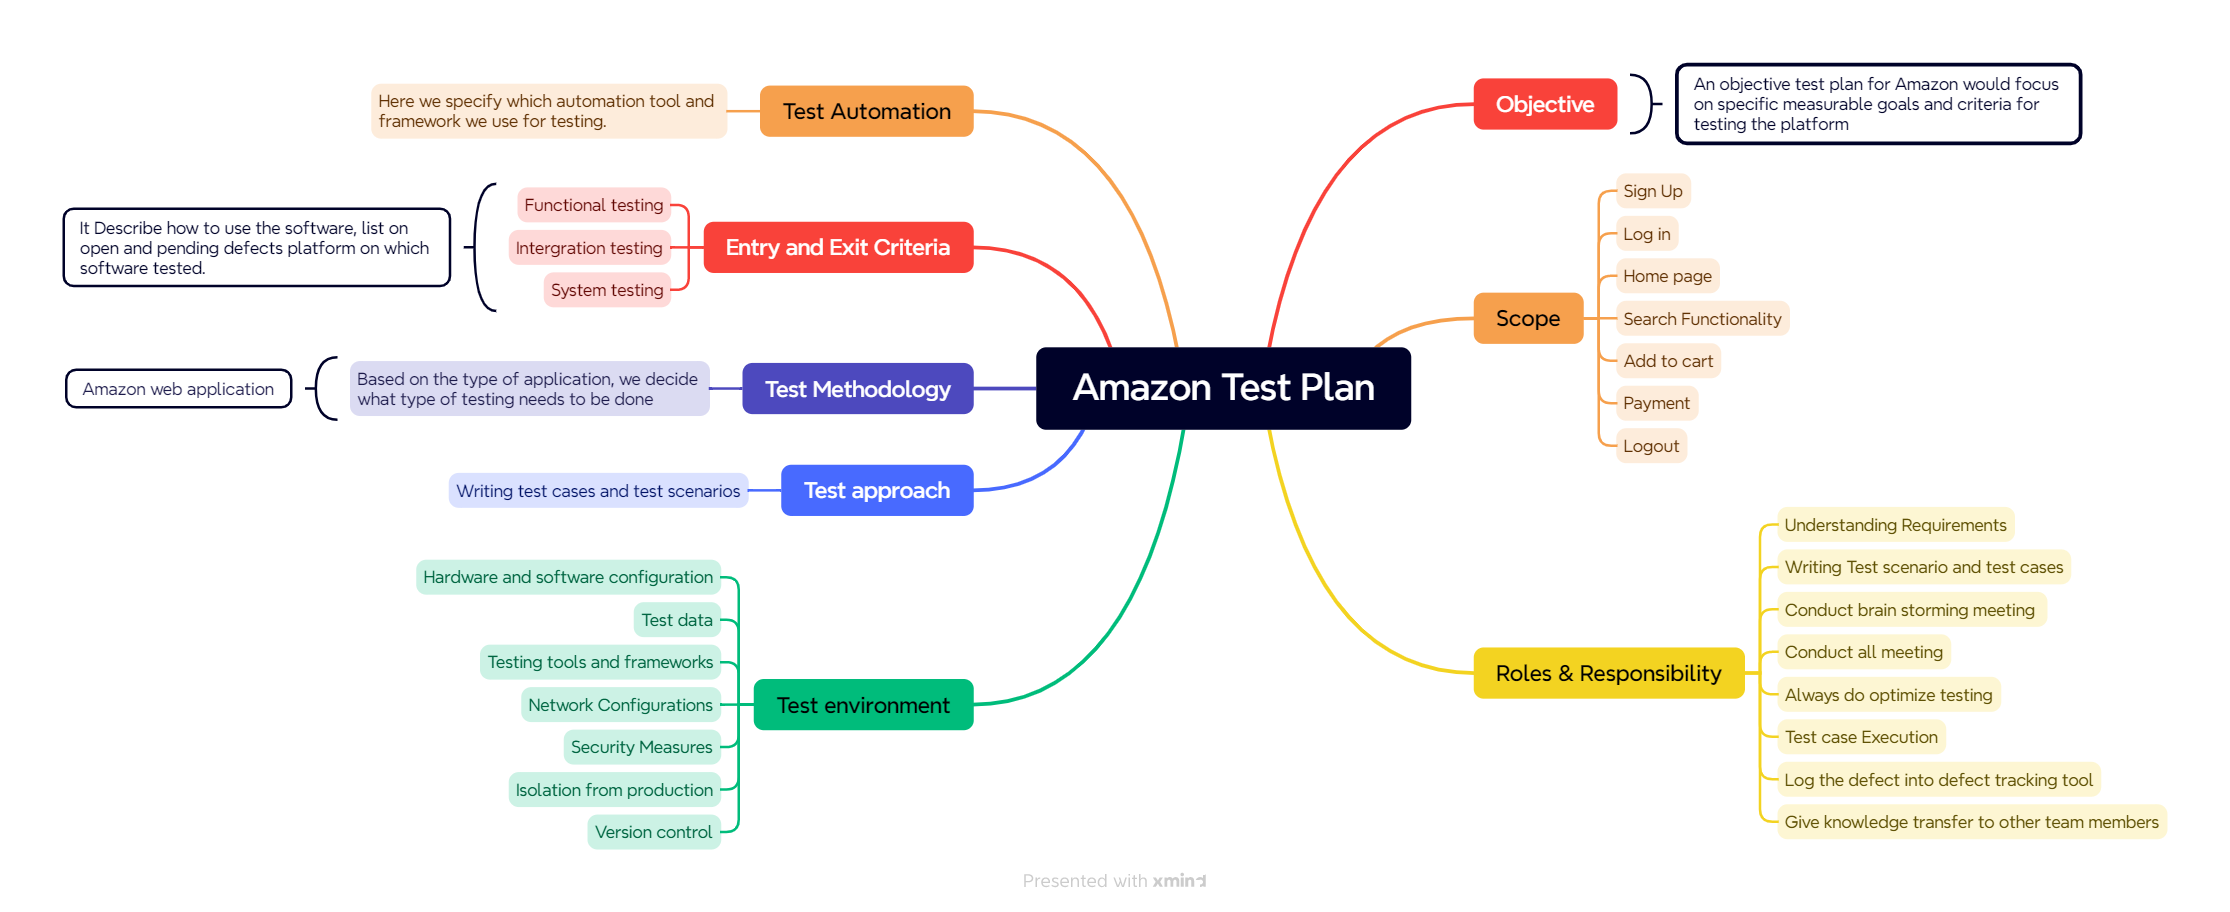 Amazon Test Plan
Objective
An objective test plan for Amazon would focus
on specific measurable goals and criteria for
testing the platform
Scope
Sign Up
Log in
Home page
Search Functionality
Add to cart
Payment
Logout
Roles & Responsibility
Understanding Requirements
Writing Test scenario and test cases
Conduct brain storming meeting
Conduct all meeting
Always do optimize testing
Test case Execution
Log the defect into defect tracking tool
Give knowledge transfer to other team members
Test Automation
Here we specify which automation tool and
framework we use for testing.
Entry and Exit Criteria
Functional testing
Intergration testing
System testing
It Describe how to use the software, list on
open and pending defects platform on which
software tested.
Test Methodology
Based on the type of application, we decide
what type of testing needs to be done
Amazon web application
Test approach
Writing test cases and test scenarios
Test environment
Hardware and software configuration
Test data
Testing tools and frameworks
Network Configurations
Security Measures
Isolation from production
Version control
Presented with xmind